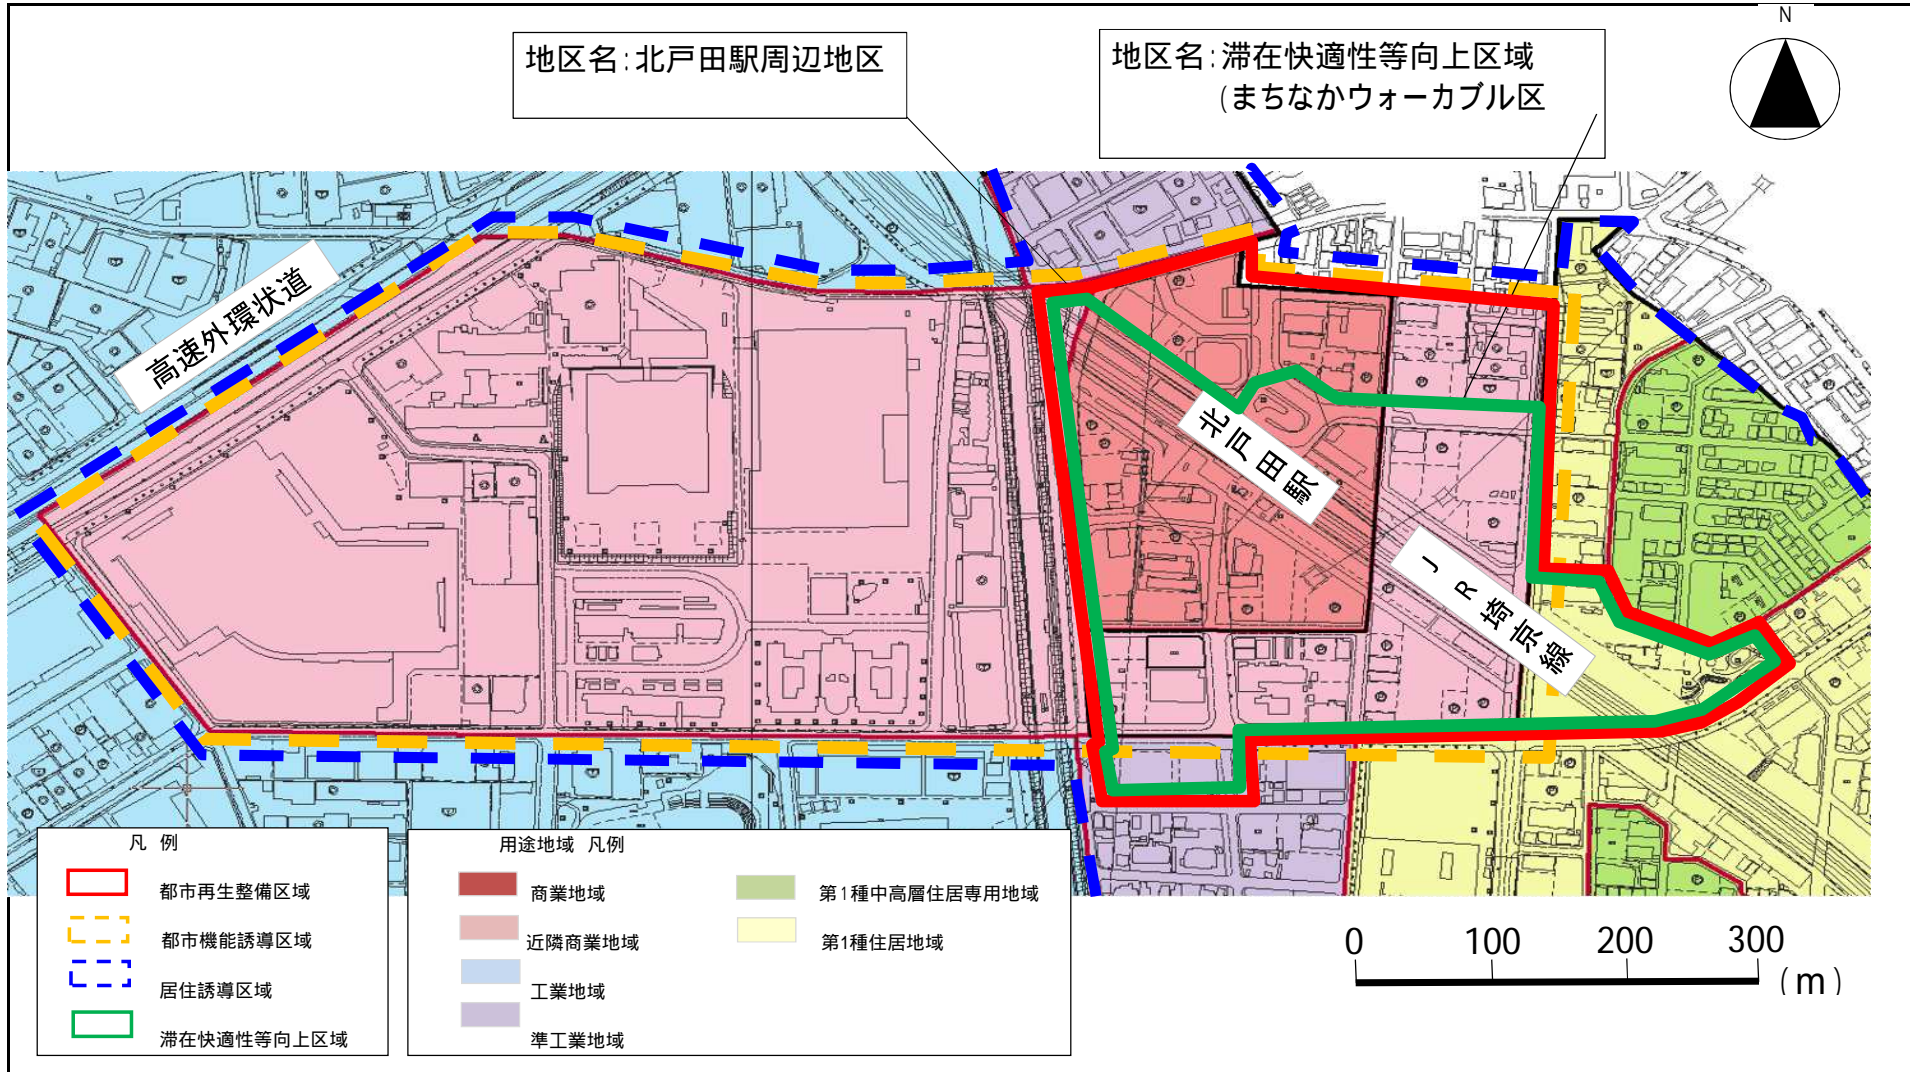 N
地区名:北戸田駅周辺地区
地区名:滞在快適性等向上区域
(まちなかウォーカブル区
高速外環状道
北戸田駅
JR埼京線
凡 例
都市再生整備区域
都市機能誘導区域
居住誘導区域
滞在快適性等向上区域
用途地域 凡例
商業地域
近隣商業地域
工業地域
準工業地域
第1種中高層住居専用地域
第1種住居地域
0 100 200 300
(m)